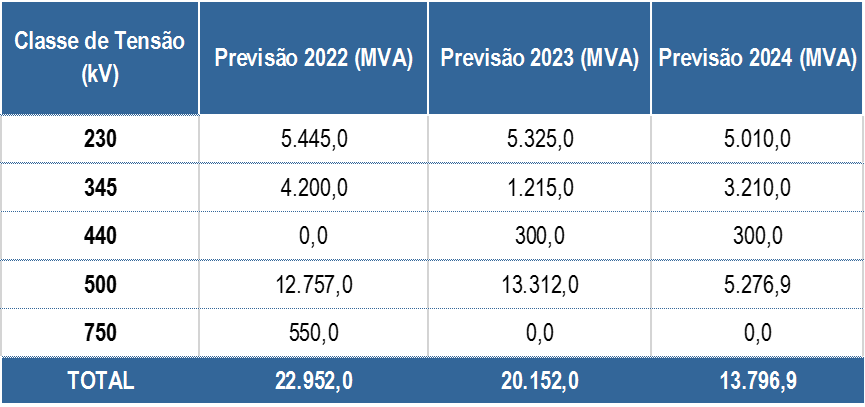 Classe de Tensão (kV) Previsão 2022 (MVA) Previsão 2023 (MVA) Previsão 2024 (MVA)
230 5.445,0 5.325,0 5.010,0
345 4.200,0 1.215,0 3.210,0
440 0,0 300,0 300,0
500 12.757,0 13.312,0 5.276,9
750 550,0 0,0 0,0
TOTAL 22.952,0 20.152,0 13.796,9